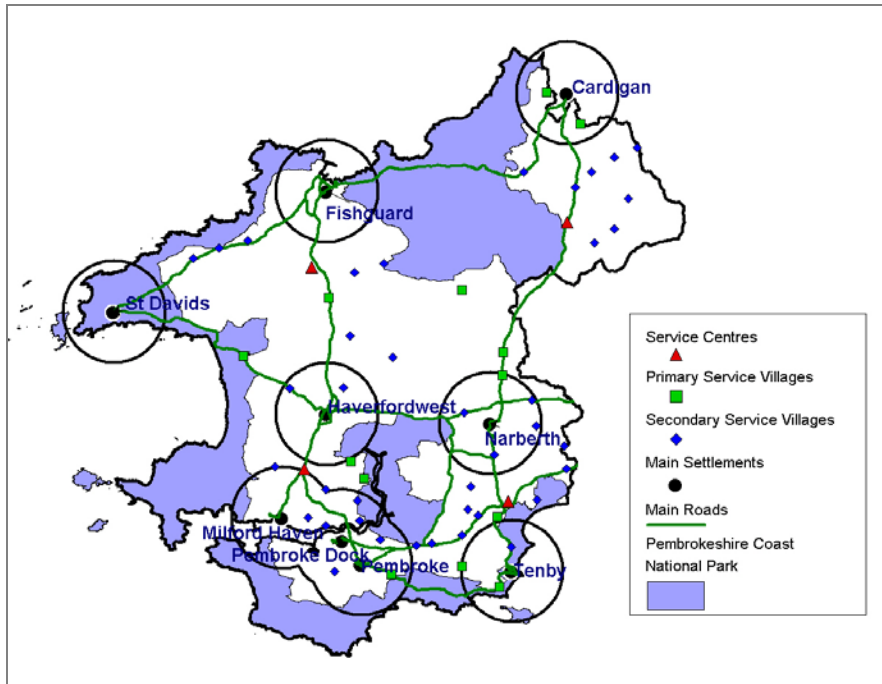 Cardigan
Fishguard
St Davids
Haverfordwest
Narberth
Milford Haven
Pembroke Dock
Pembroke
Tenby
Service Centres
Primary Service Villages
Secondary Service Villages
Main Settlements
Main Roads
Pembrokeshire Coast
National Park